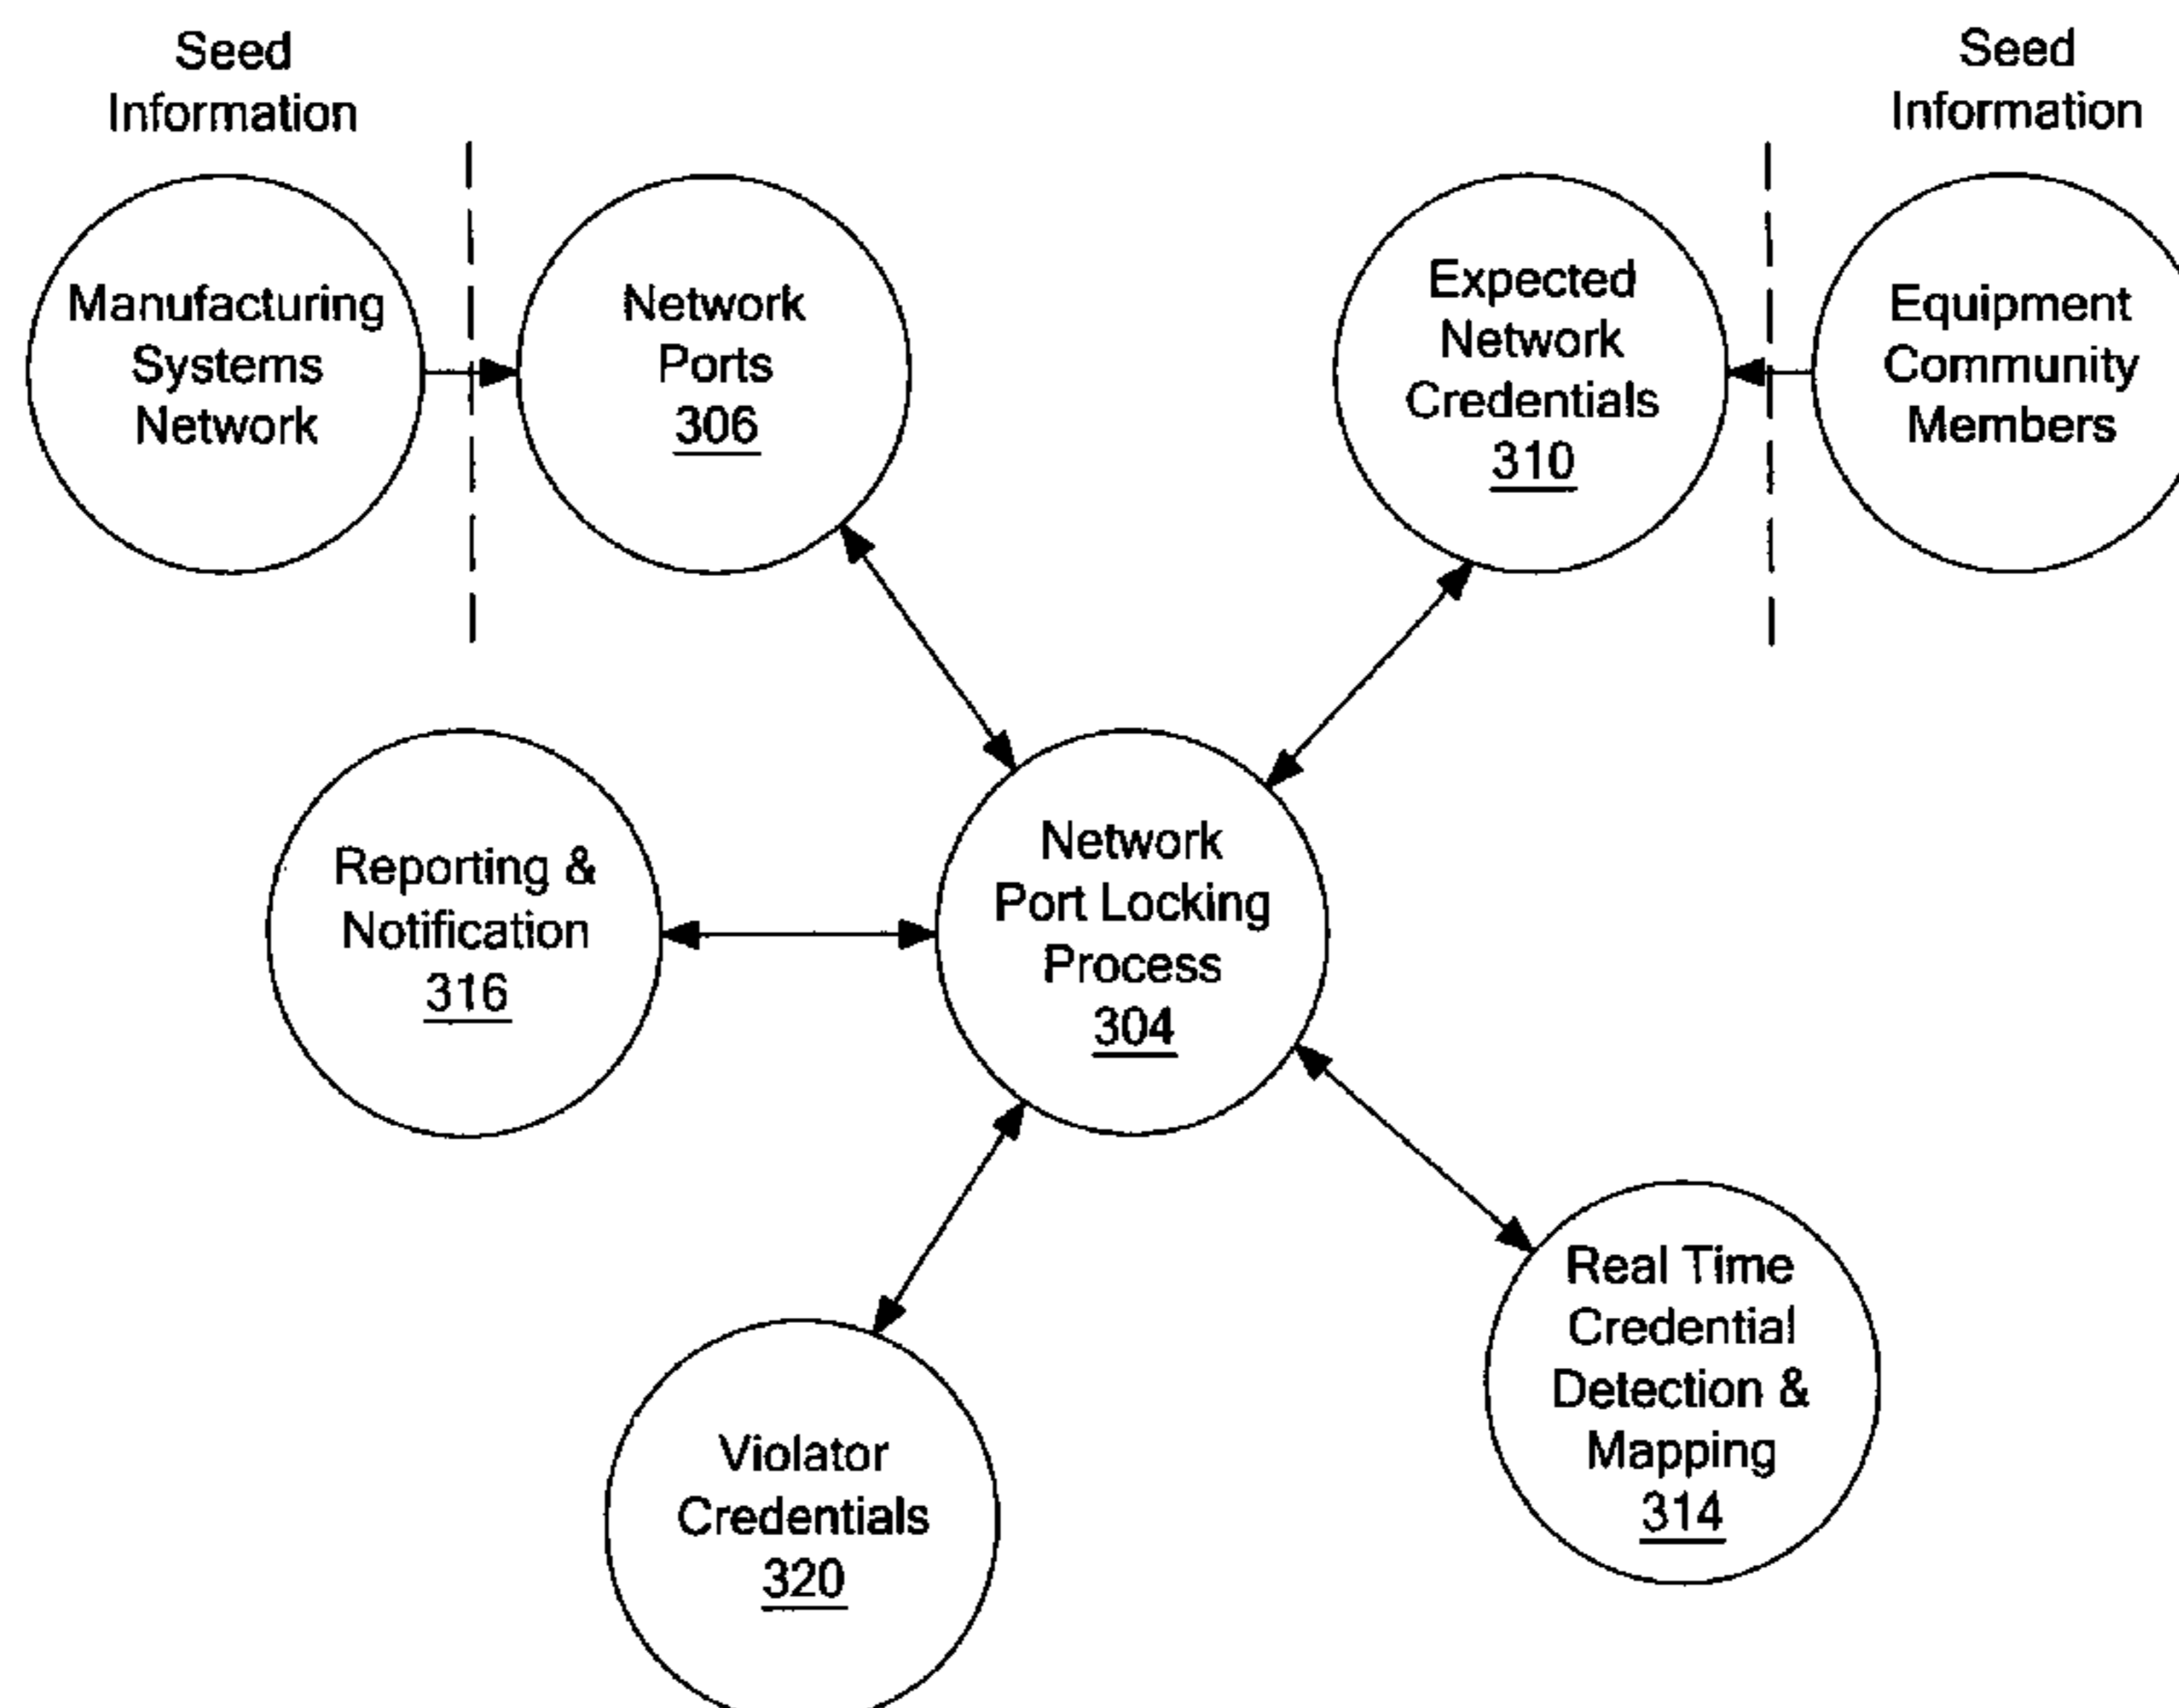 Seed
Information
Seed
Information
Manufacturing
Systems
Network
Network
Ports
306
Expected
Network
Credentials
310
Equipment
Community
Members
Reporting &
Notification
316
Network
Port Locking
Process
304
Real Time
Credential
Detection &
Mapping
314
Violator
Credentials
320